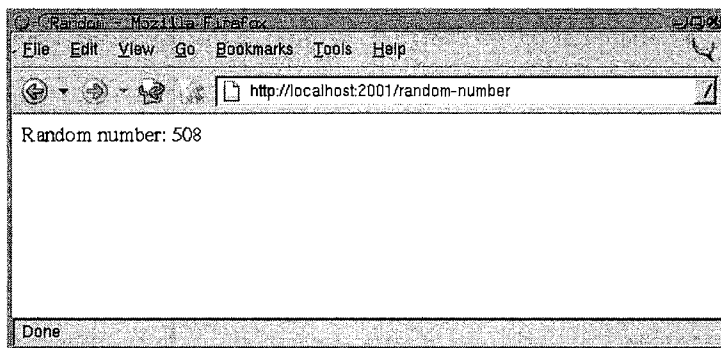 Random - Mozilla Firefox
File Edit View Go Bookmarks Tools Help
http://localhost:2001/random-number
Random number: 508
Done